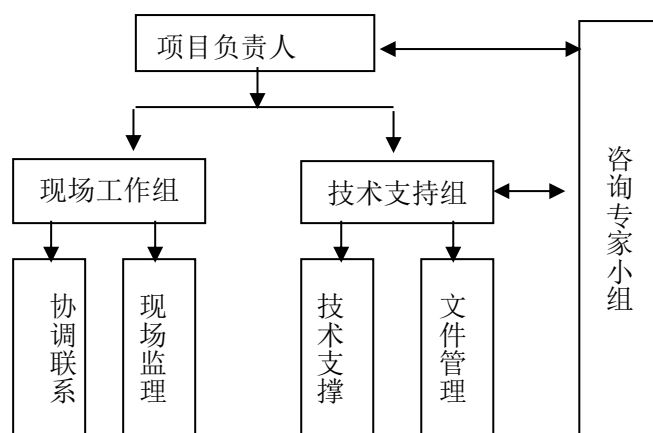 项目负责人
现场工作组
技术支持组
咨询专家小组
协调联系
现场监理
技术支撑
文件管理